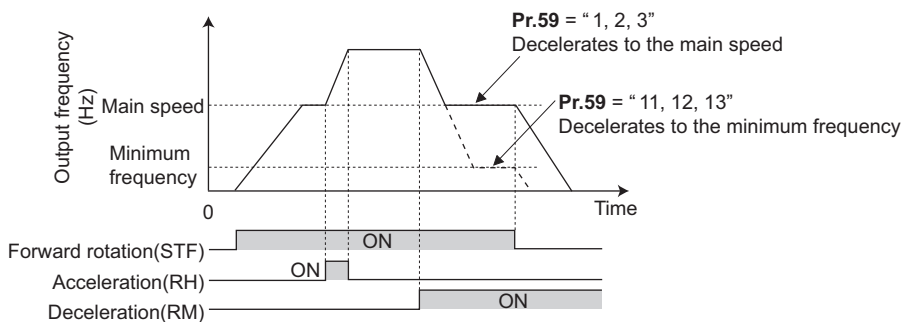 Pr.59 = “1, 2, 3”
Decelerates to the main speed
Output frequency
(Hz)
Main speed
Pr.59 = “11, 12, 13”
Decelerates to the minimum frequency
Minimum
frequency
0
Time
Forward rotation(STF)
ON
Acceleration(RH)
ON
Deceleration(RM)
ON